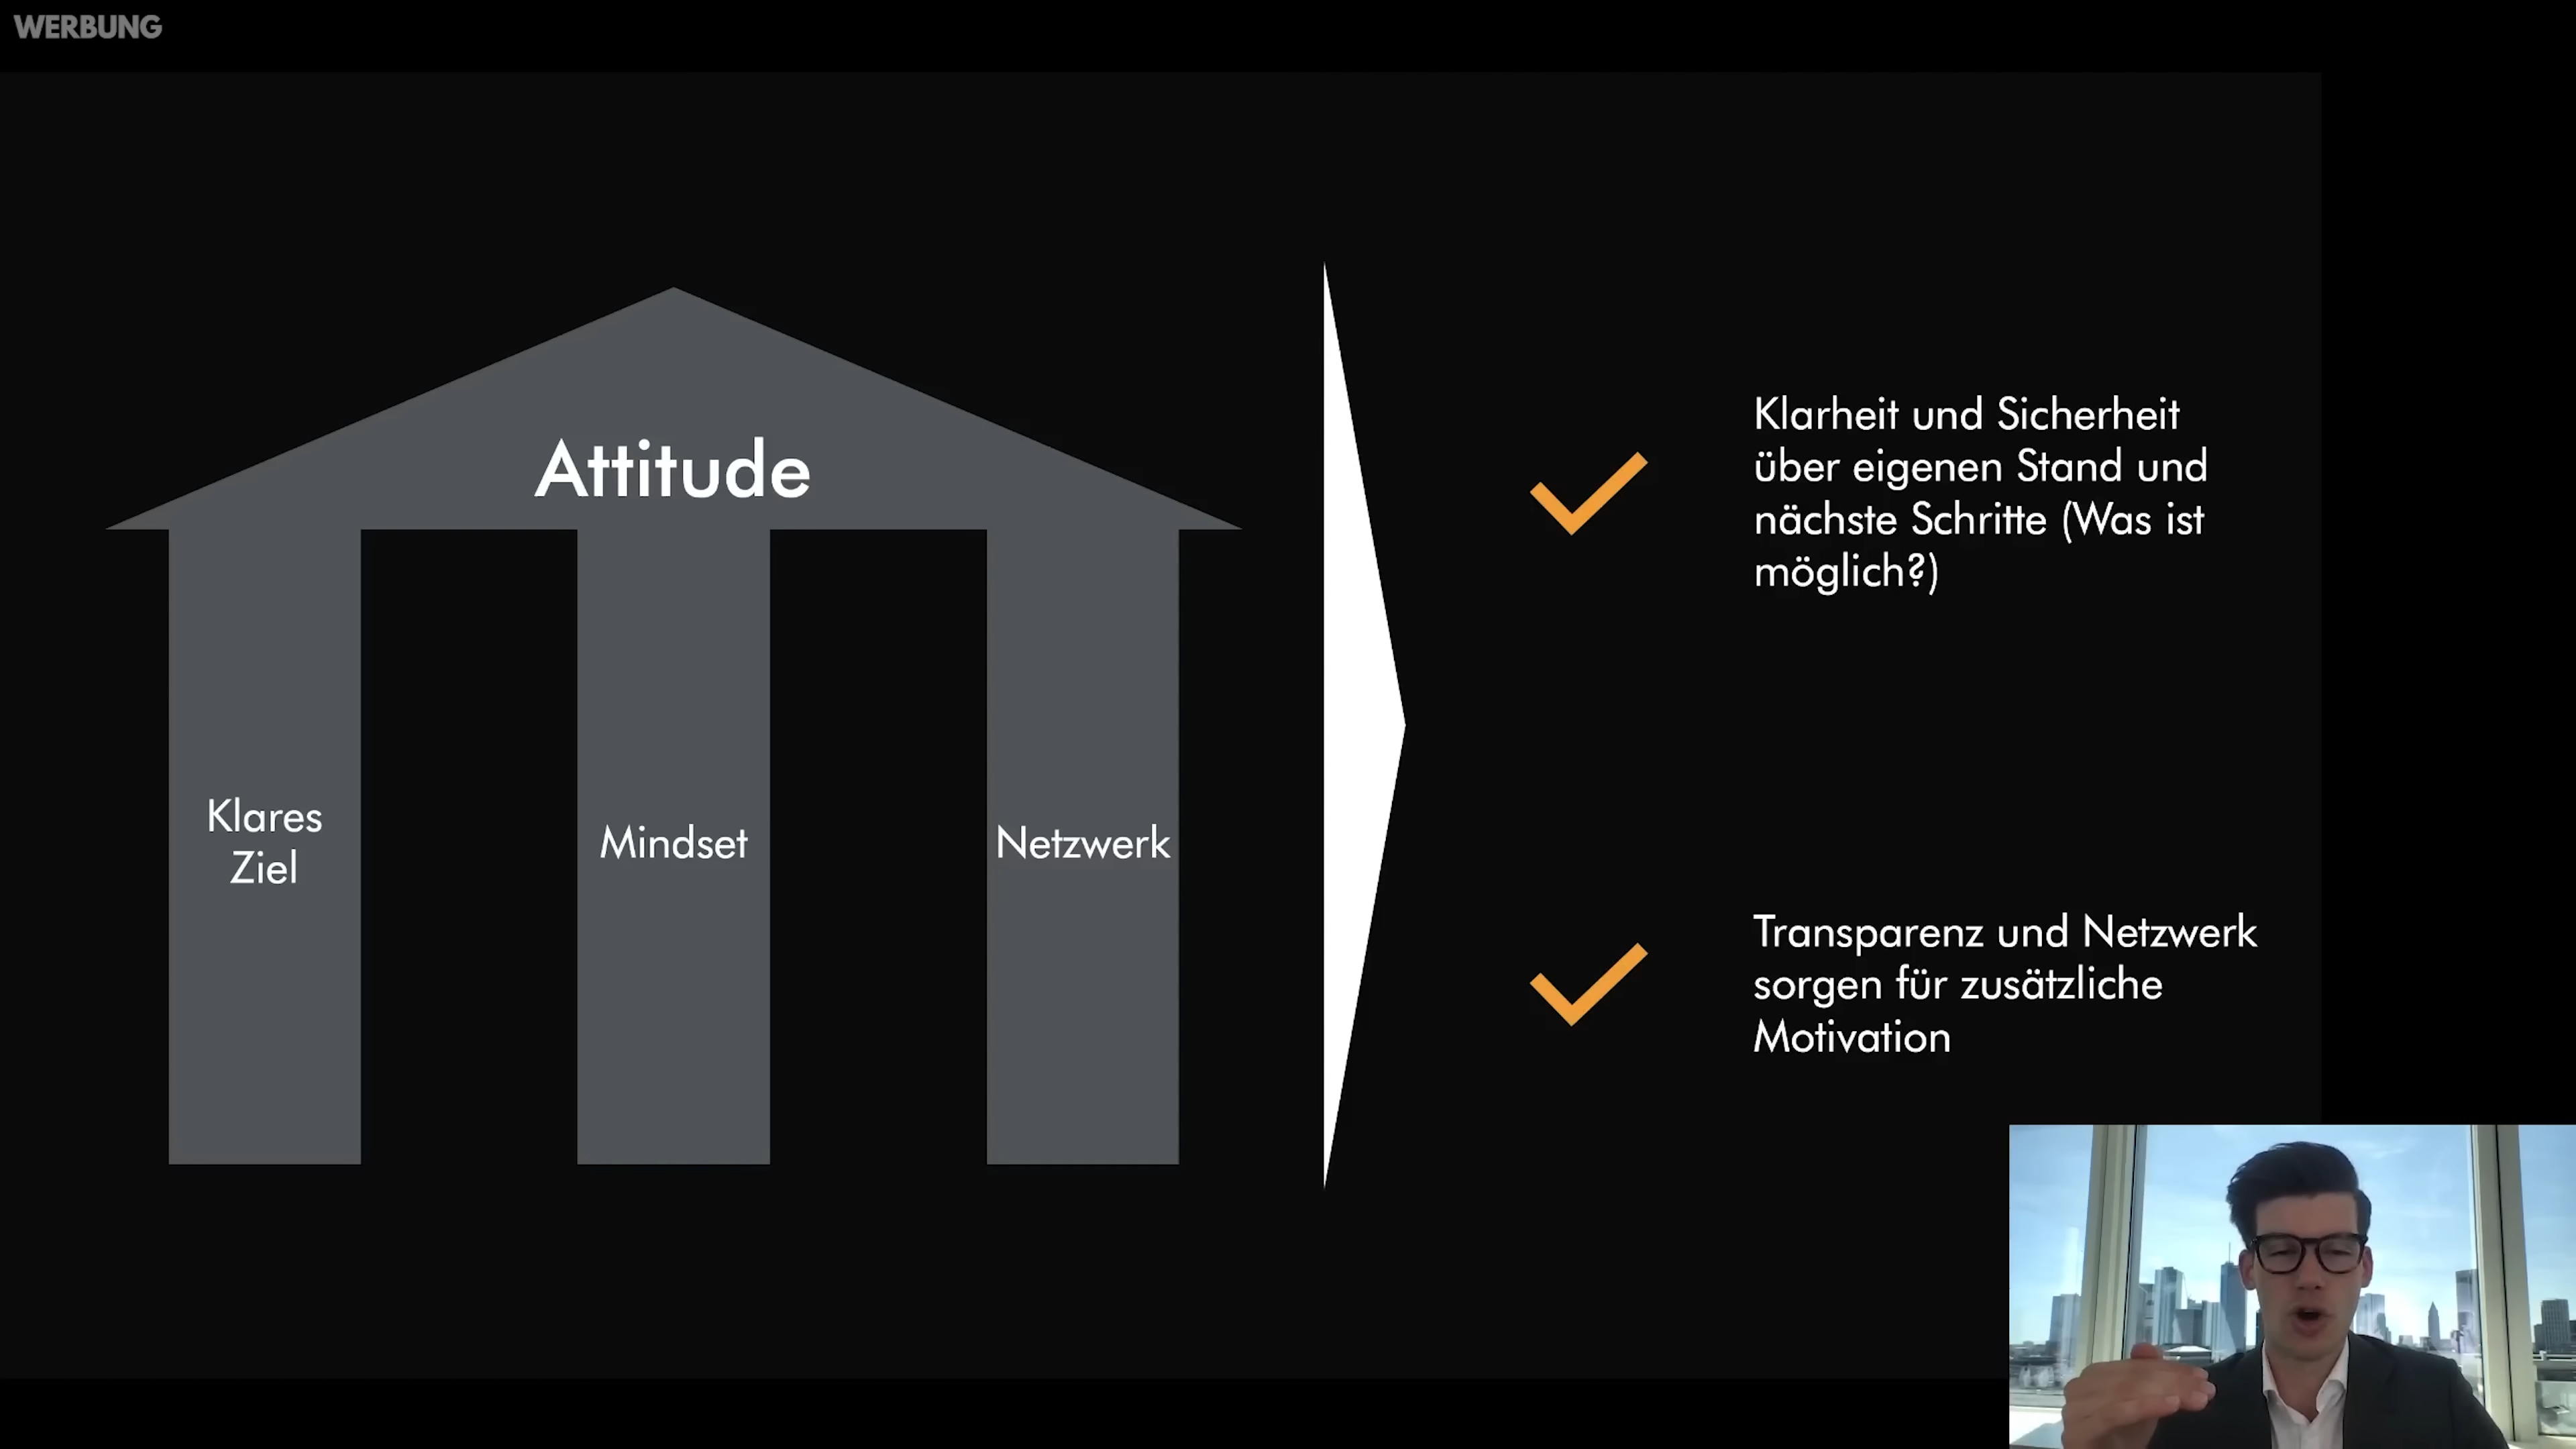 WERBUNG
Attitude
Klares
Ziel
Mindset
Netzwerk
Klarheit und Sicherheit
über eigenen Stand und
nächste Schritte (Was ist
möglich?)
Transparenz und Netzwerk
sorgen für zusätzliche
Motivation